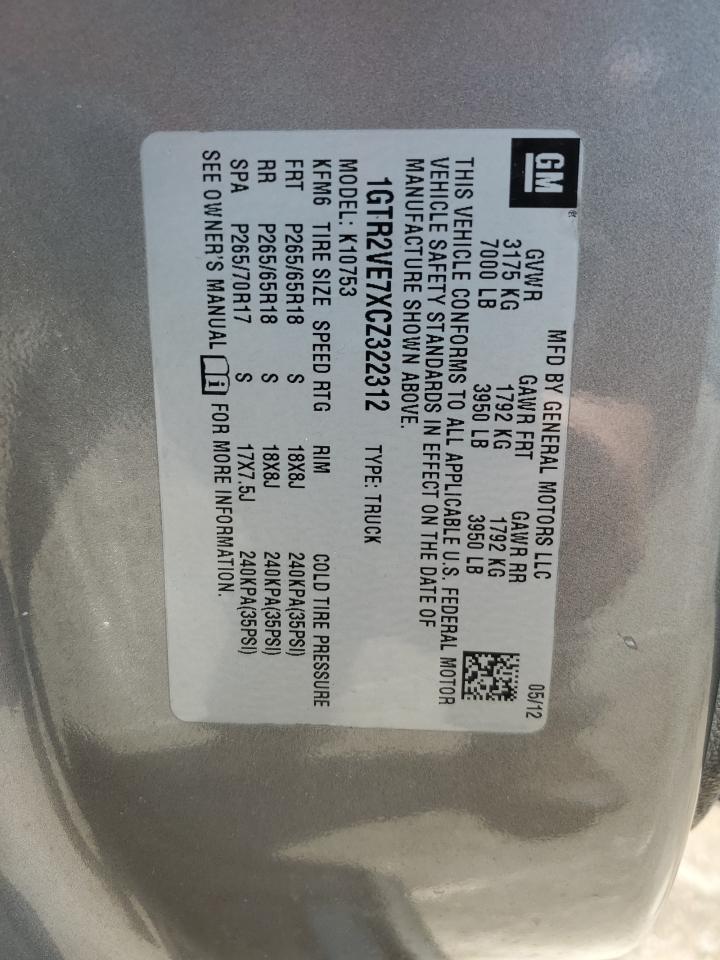 GM
MFD BY GENERAL MOTORS LLC 05/12
GVWR GAWR FRT GAWR RR
3175 KG 1792 KG 1792 KG
7000 LB 3950 LB 3950 LB
THIS VEHICLE CONFORMS TO ALL APPLICABLE U.S. FEDERAL MOTOR
VEHICLE SAFETY STANDARDS IN EFFECT ON THE DATE OF
MANUFACTURE SHOWN ABOVE.
1GTR2VE7XCZ322312 TYPE: TRUCK
MODEL: K10753
KFM6 TIRE SIZE SPEED RTG RIM COLD TIRE PRESSURE
FRT P265/65R18 S 18X8J 240KPA(35PSI)
RR P265/65R18 S 18X8J 240KPA(35PSI)
SPA P265/70R17 S 17X7.5J 240KPA(35PSI)
SEE OWNER'S MANUAL i FOR MORE INFORMATION.